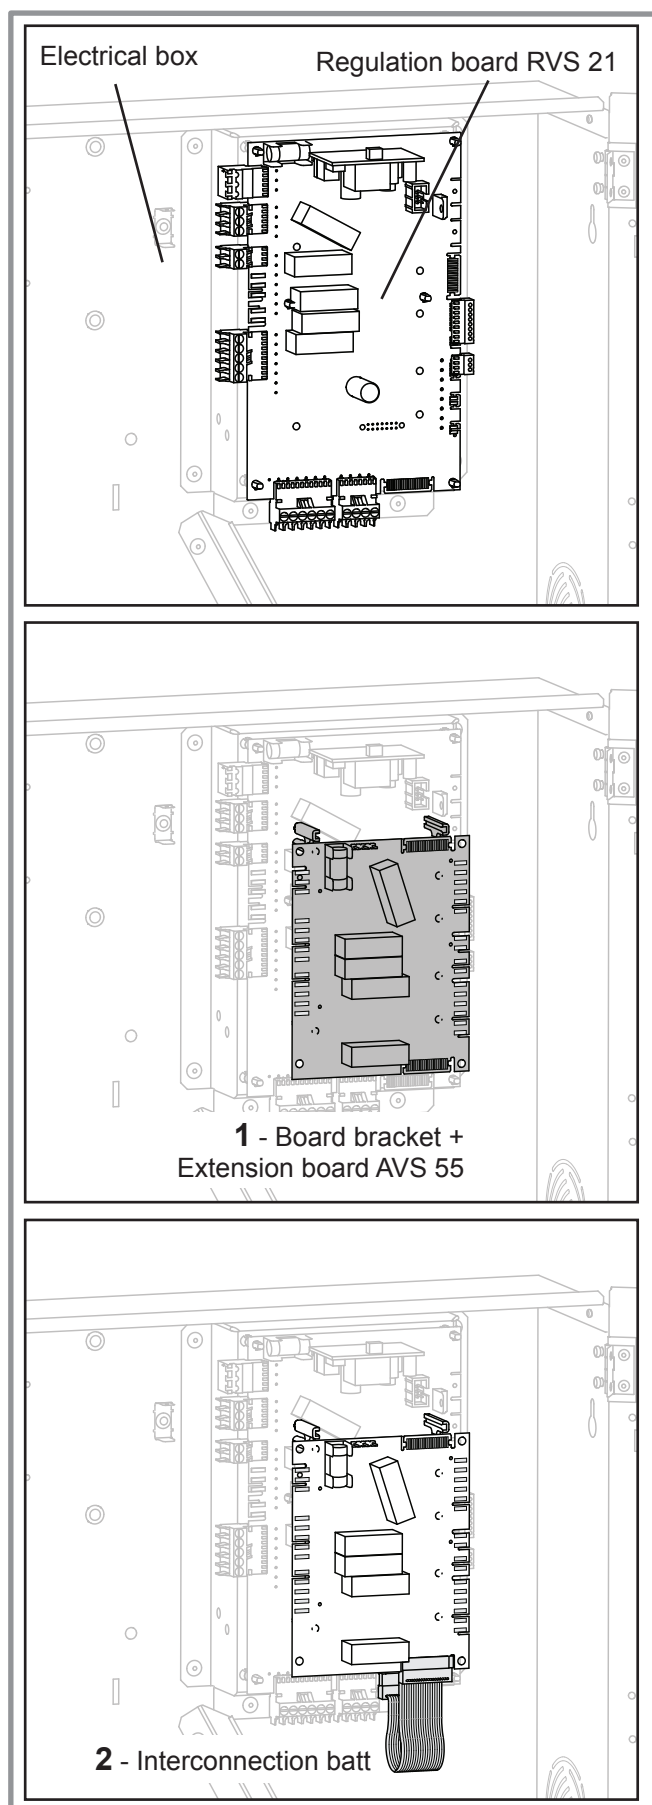 Electrical box
Regulation board RVS 21
1 - Board bracket +
Extension board AVS 55
2 - Interconnection batt